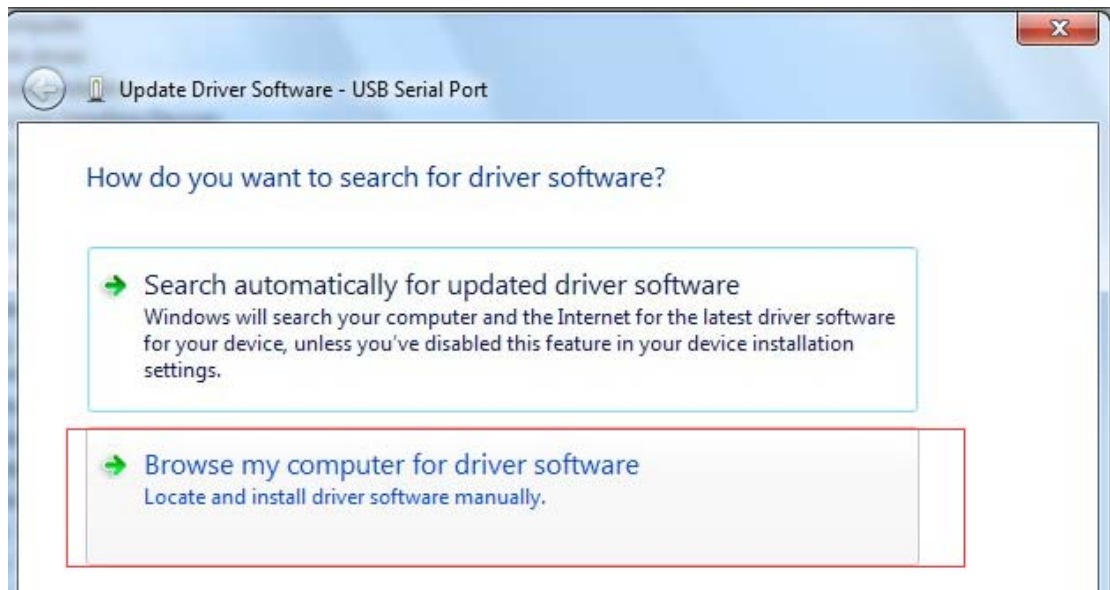 Update Driver Software - USB Serial Port
How do you want to search for driver software?
Search automatically for updated driver software
Windows will search your computer and the Internet for the latest driver software
for your device, unless you've disabled this feature in your device installation
settings.
Browse my computer for driver software
Locate and install driver software manually.